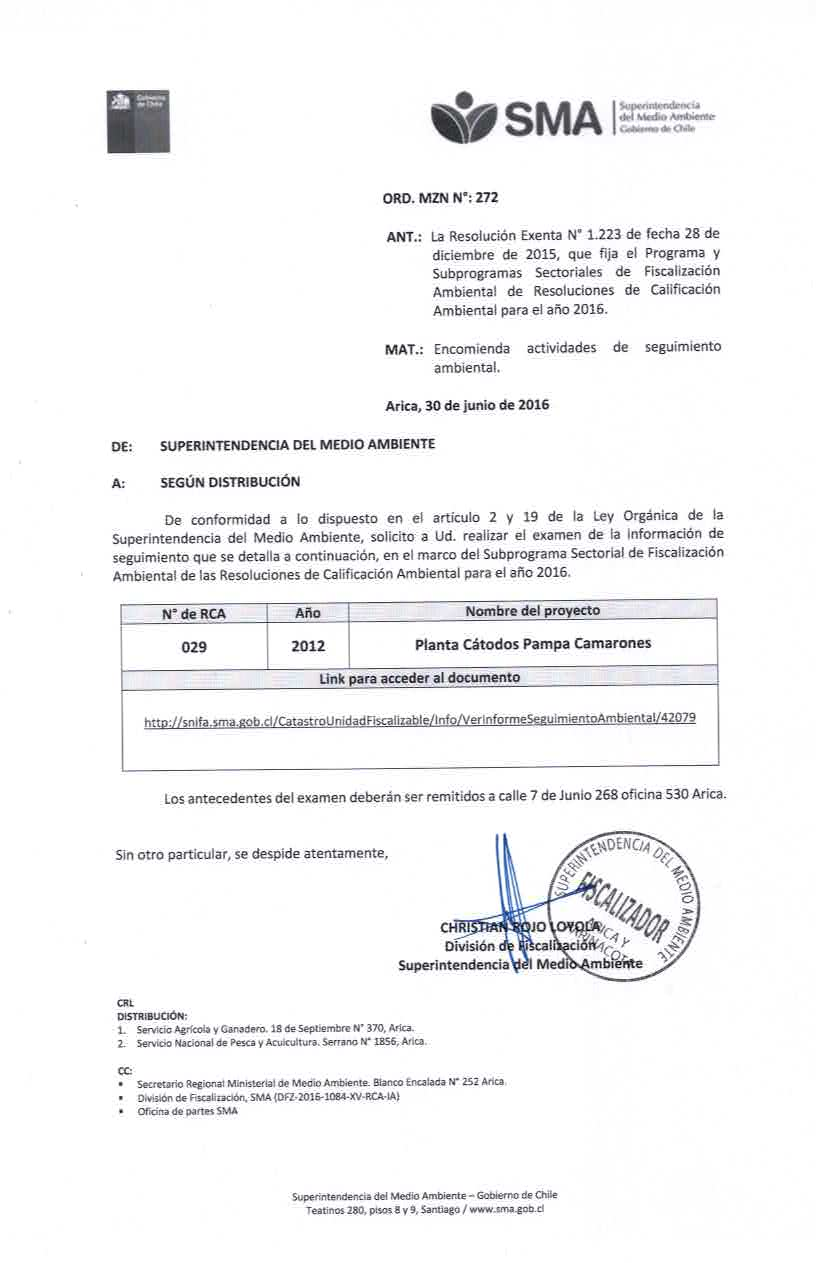 Gobierno de Chile
SMA
Superintendencia
del Medio Ambiente
Gobierno de Chile
ORD. MZN N°: 272
ANT.: La Resolución Exenta N° 1.223 de fecha 28 de
diciembre de 2015, que fija el Programa y
Subprogramas Sectoriales de Fiscalización
Ambiental de Resoluciones de Calificación
Ambiental para el año 2016.
MAT.: Encomienda actividades de seguimiento
ambiental.
Arica, 30 de junio de 2016
DE: SUPERINTENDENCIA DEL MEDIO AMBIENTE
A: SEGÚN DISTRIBUCIÓN
De conformidad a lo dispuesto en el artículo 2 y 19 de la Ley Orgánica de la
Superintendencia del Medio Ambiente, solicito a Ud. realizar el examen de la información de
seguimiento que se detalla a continuación, en el marco del Subprograma Sectorial de Fiscalización
Ambiental de las Resoluciones de Calificación Ambiental para el año 2016.
N° de RCA Año Nombre del proyecto
029 2012 Planta Cátodos Pampa Camarones
Link para acceder al documento
http://snifa.sma.gob.cl/CatastroUnidadFiscalizable/Info/VerInformeSeguimientoAmbiental/42079
Los antecedentes del examen deberán ser remitidos a calle 7 de Junio 268 oficina 530 Arica.
Sin otro particular, se despide atentamente,
SUPERINTENDENCIA DEL MEDIO AMBIENTE
FISCALIZADOR
ARICA Y
PARINACOTA
CHRISTIAN ROJO LOYOLA
División de Fiscalización
Superintendencia del Medio Ambiente
CRL
DISTRIBUCIÓN:
1. Servicio Agrícola y Ganadero. 18 de Septiembre N° 370, Arica.
2. Servicio Nacional de Pesca y Acuicultura. Serrano N° 1856, Arica.
CC:
▪ Secretario Regional Ministerial de Medio Ambiente. Blanco Encalada N° 252 Arica.
▪ División de Fiscalización, SMA (DFZ-2016-1084-XV-RCA-IA)
▪ Oficina de partes SMA
Superintendencia del Medio Ambiente – Gobierno de Chile
Teatinos 280, pisos 8 y 9, Santiago / www.sma.gob.cl